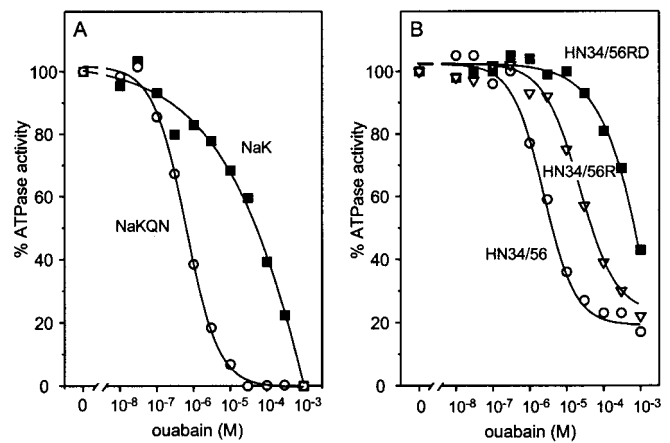 A
B
% ATPase activity
100
80
60
40
20
0
NaK
NaKQN
0 10⁻⁸ 10⁻⁷ 10⁻⁶ 10⁻⁵ 10⁻⁴ 10⁻³
ouabain (M)
% ATPase activity
100
80
60
40
20
0
HN34/56RD
HN34/56R
HN34/56
0 10⁻⁸ 10⁻⁷ 10⁻⁶ 10⁻⁵ 10⁻⁴ 10⁻³
ouabain (M)